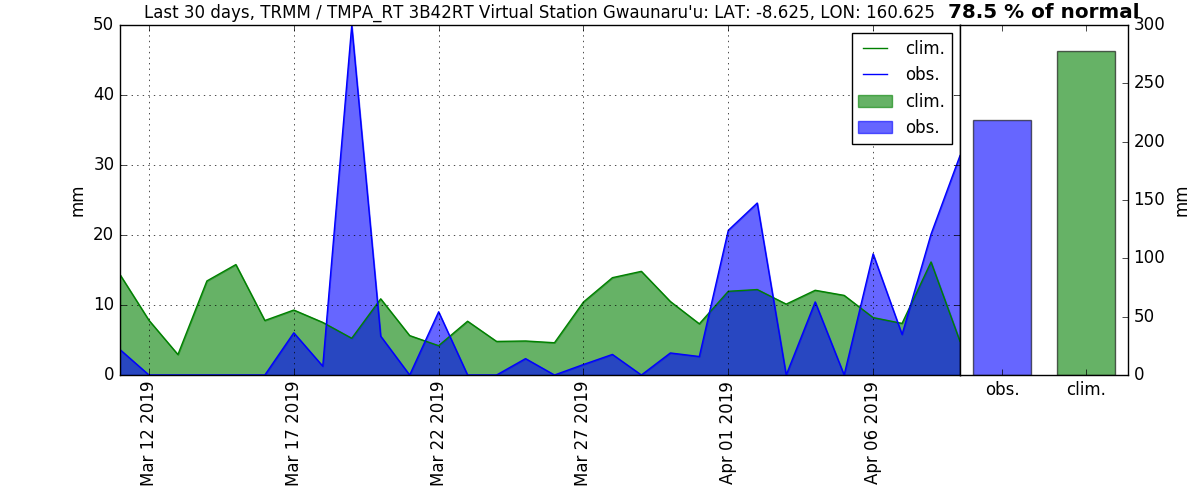 Last 30 days, TRMM / TMPA_RT 3B42RT Virtual Station Gwaunaru'u: LAT: -8.625, LON: 160.625
78.5 % of normal
50
40
30
20
10
0
mm
clim.
obs.
clim.
obs.
Mar 12 2019
Mar 17 2019
Mar 22 2019
Mar 27 2019
Apr 01 2019
Apr 06 2019
300
250
200
150
100
50
0
mm
obs.
clim.